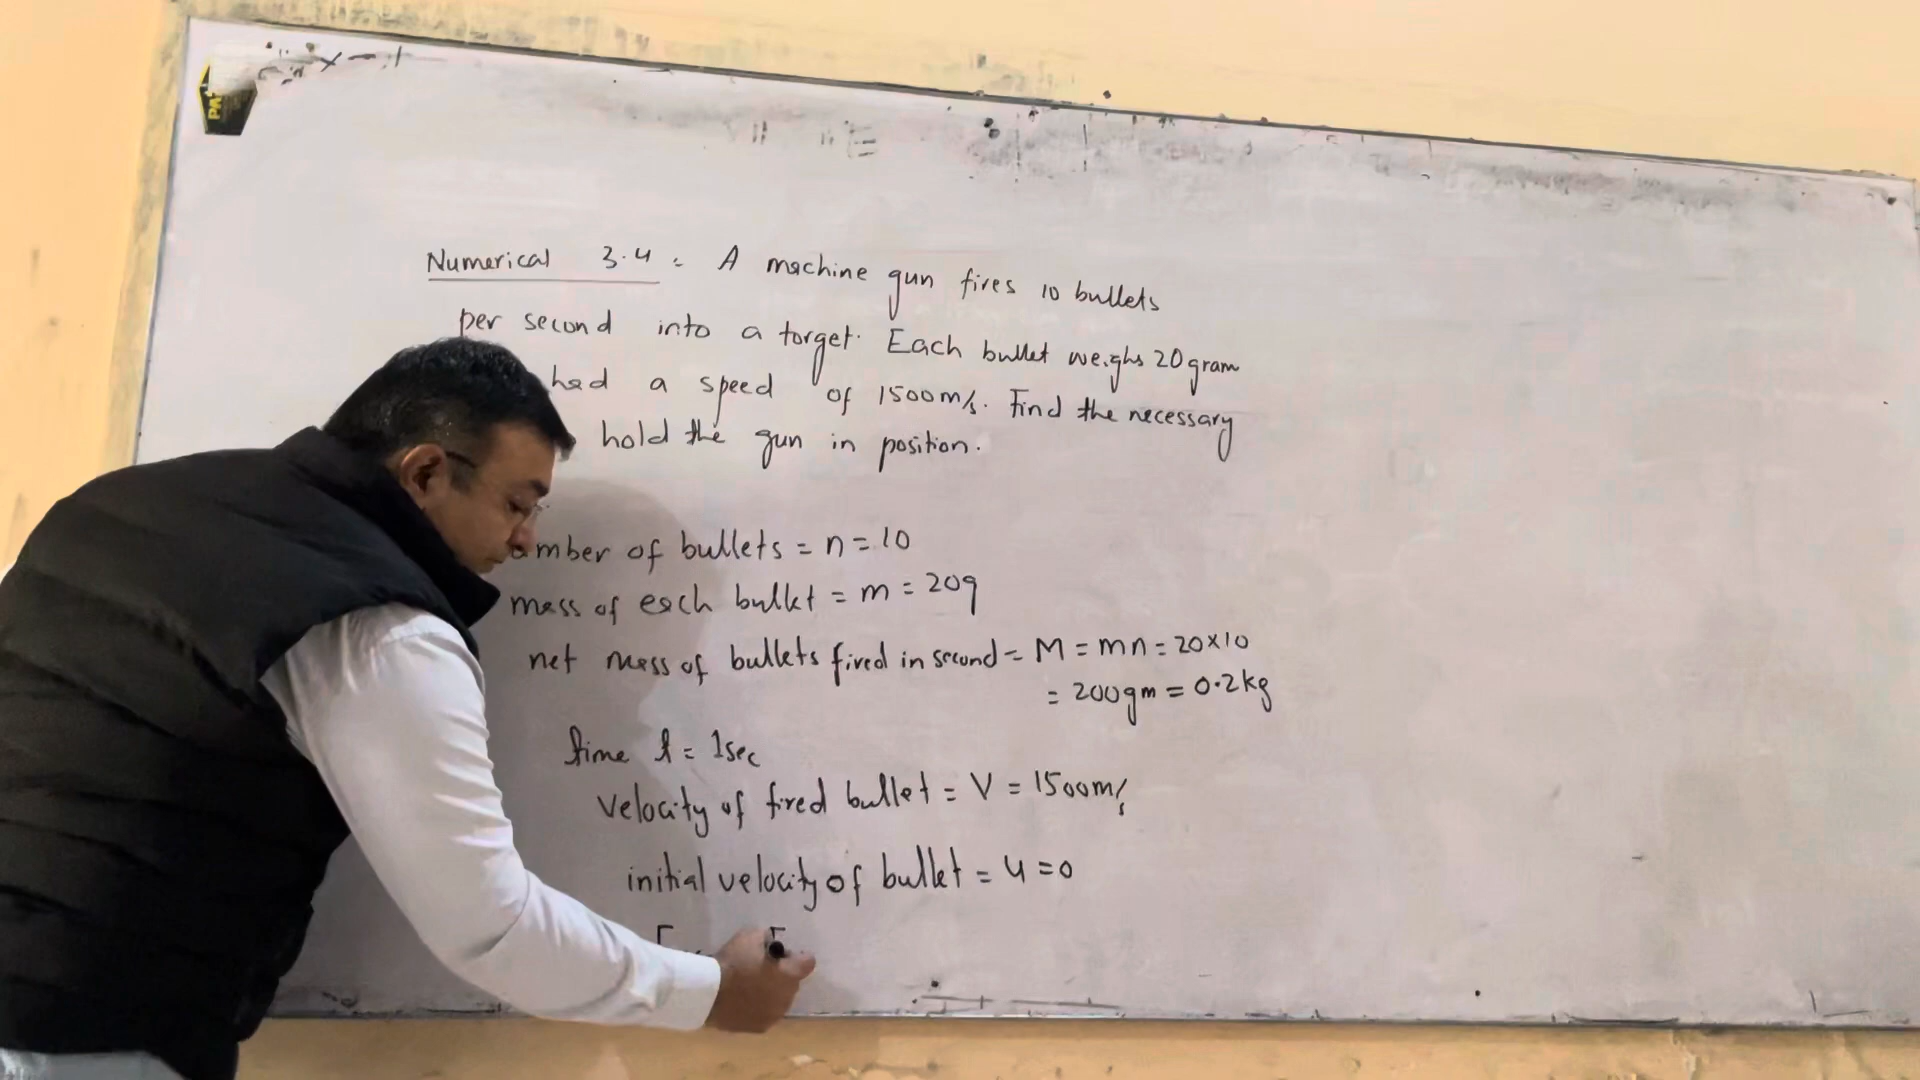 Numerical 3.4 : A machine gun fires 10 bullets
per second into a target. Each bullet weighs 20 gram
had a speed of 1500m/s. Find the necessary
hold the gun in position.
umber of bullets = n = 10
mass of each bullet = m = 20g
net mass of bullets fired in second = M = mn = 20×10
= 200gm = 0.2kg
time t = 1sec
velocity of fired bullet = V = 1500m/s
initial velocity of bullet = u = 0